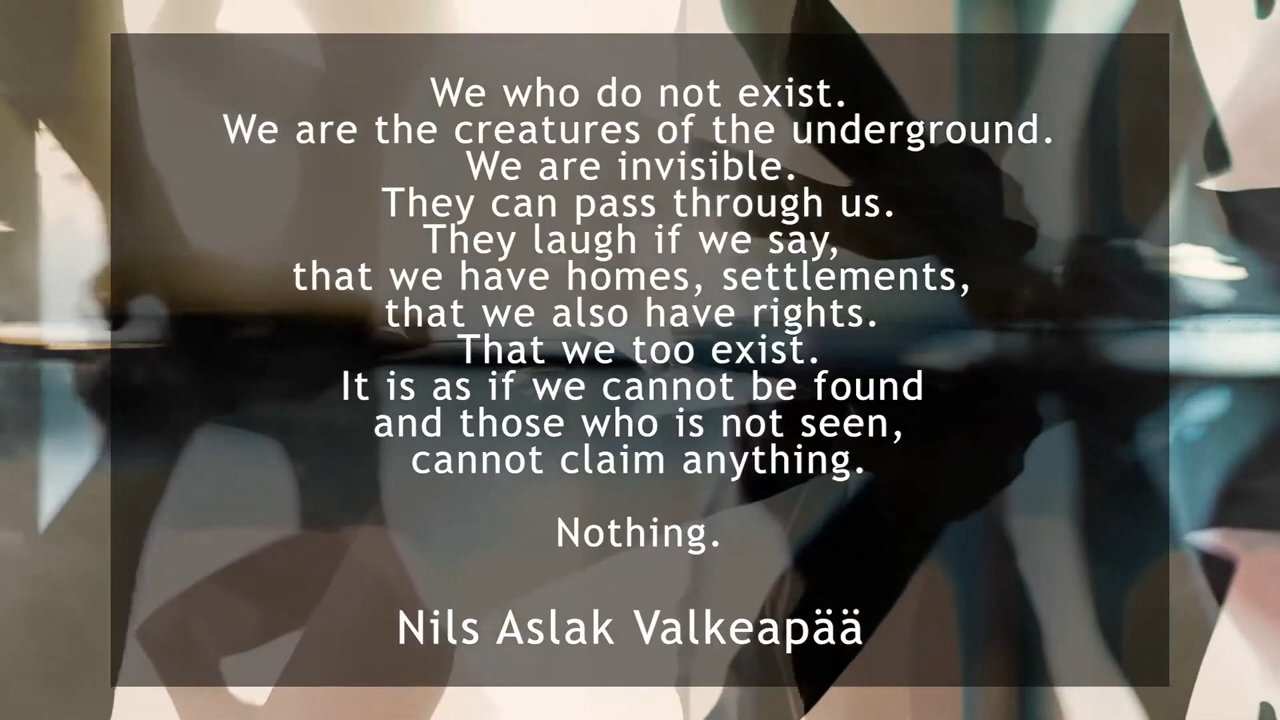 We who do not exist.
We are the creatures of the underground.
We are invisible.
They can pass through us.
They laugh if we say,
that we have homes, settlements,
that we also have rights.
That we too exist.
It is as if we cannot be found
and those who is not seen,
cannot claim anything.
Nothing.
Nils Aslak Valkeapää